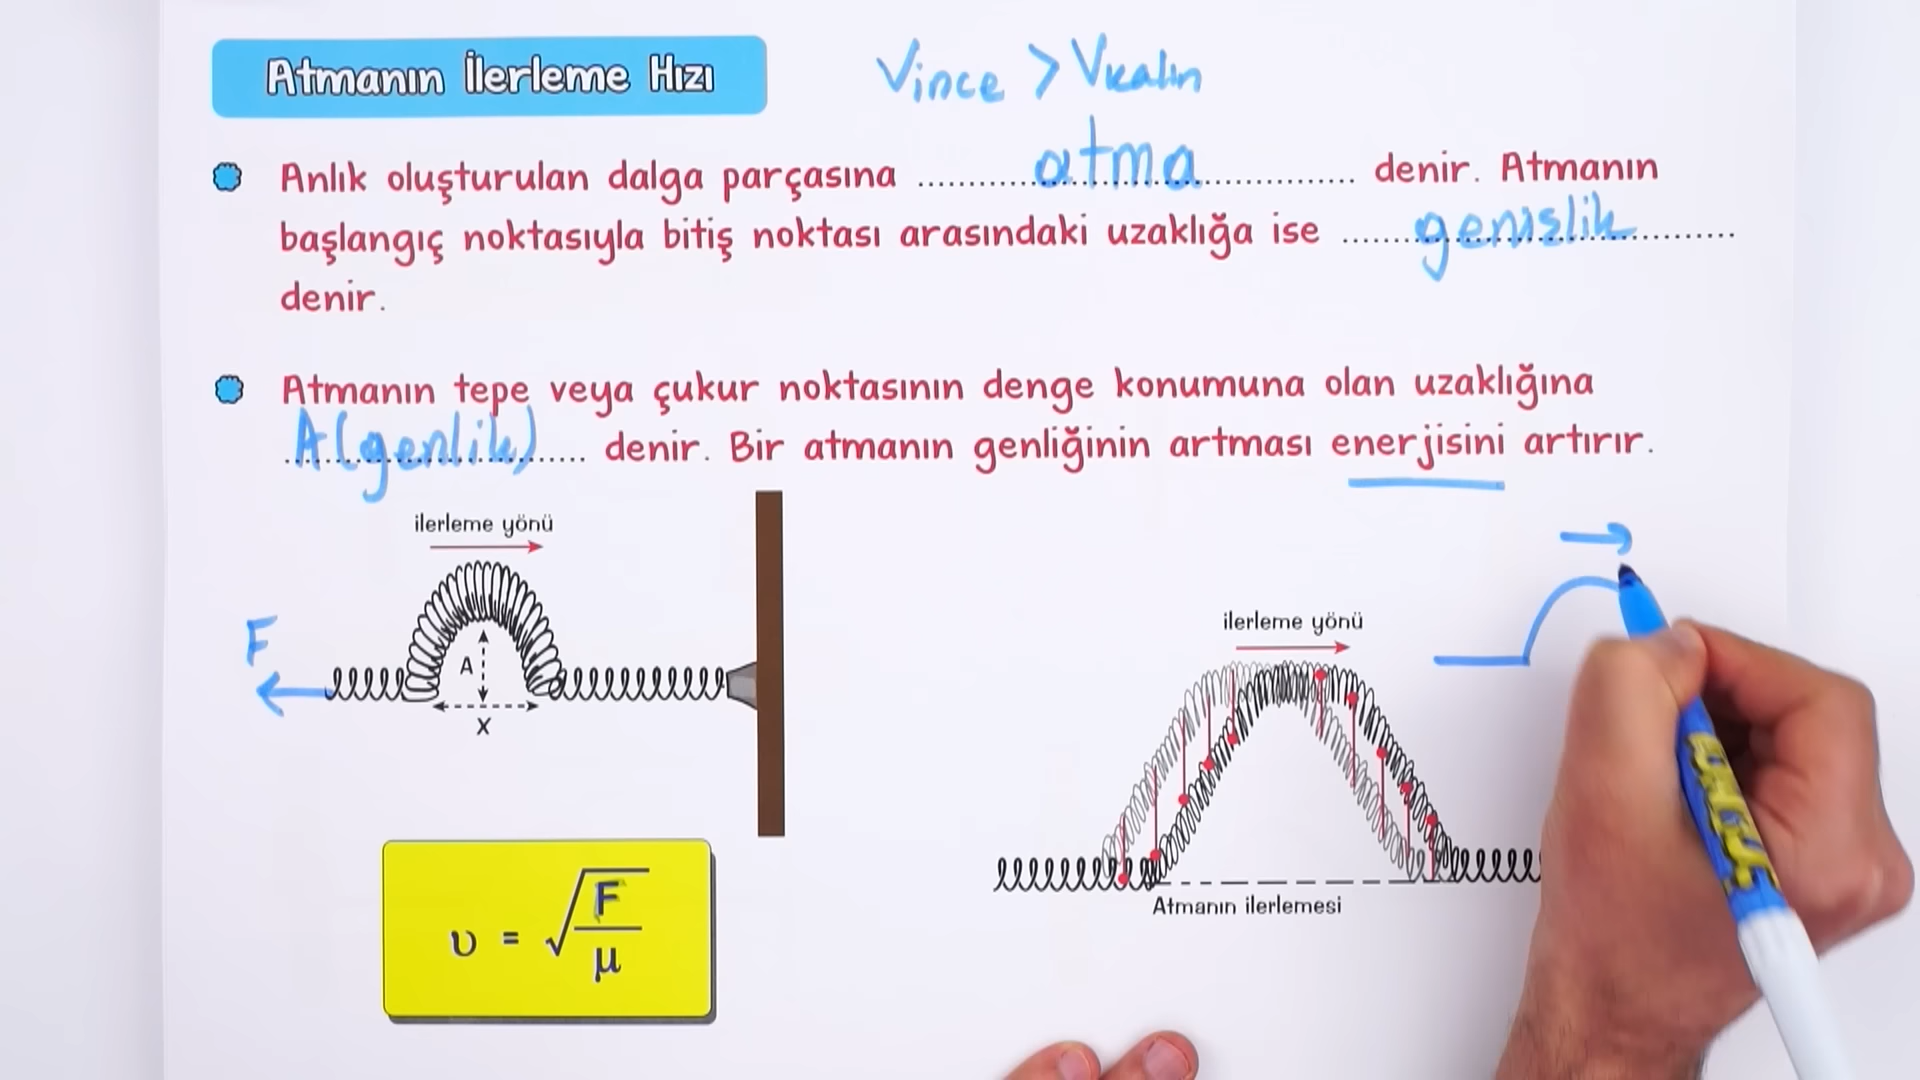 Atmanın İlerleme Hızı
Vince > Vkalın
Anlık oluşturulan dalga parçasına ........ atma ........ denir. Atmanın
başlangıç noktasıyla bitiş noktası arasındaki uzaklığa ise ........ genişlik ........
denir.
Atmanın tepe veya çukur noktasının denge konumuna olan uzaklığına
A(genlik) ..... denir. Bir atmanın genliğinin artması enerjisini artırır.
ilerleme yönü
F
A
X
ilerleme yönü
Atmanın ilerlemesi
υ = √F/μ